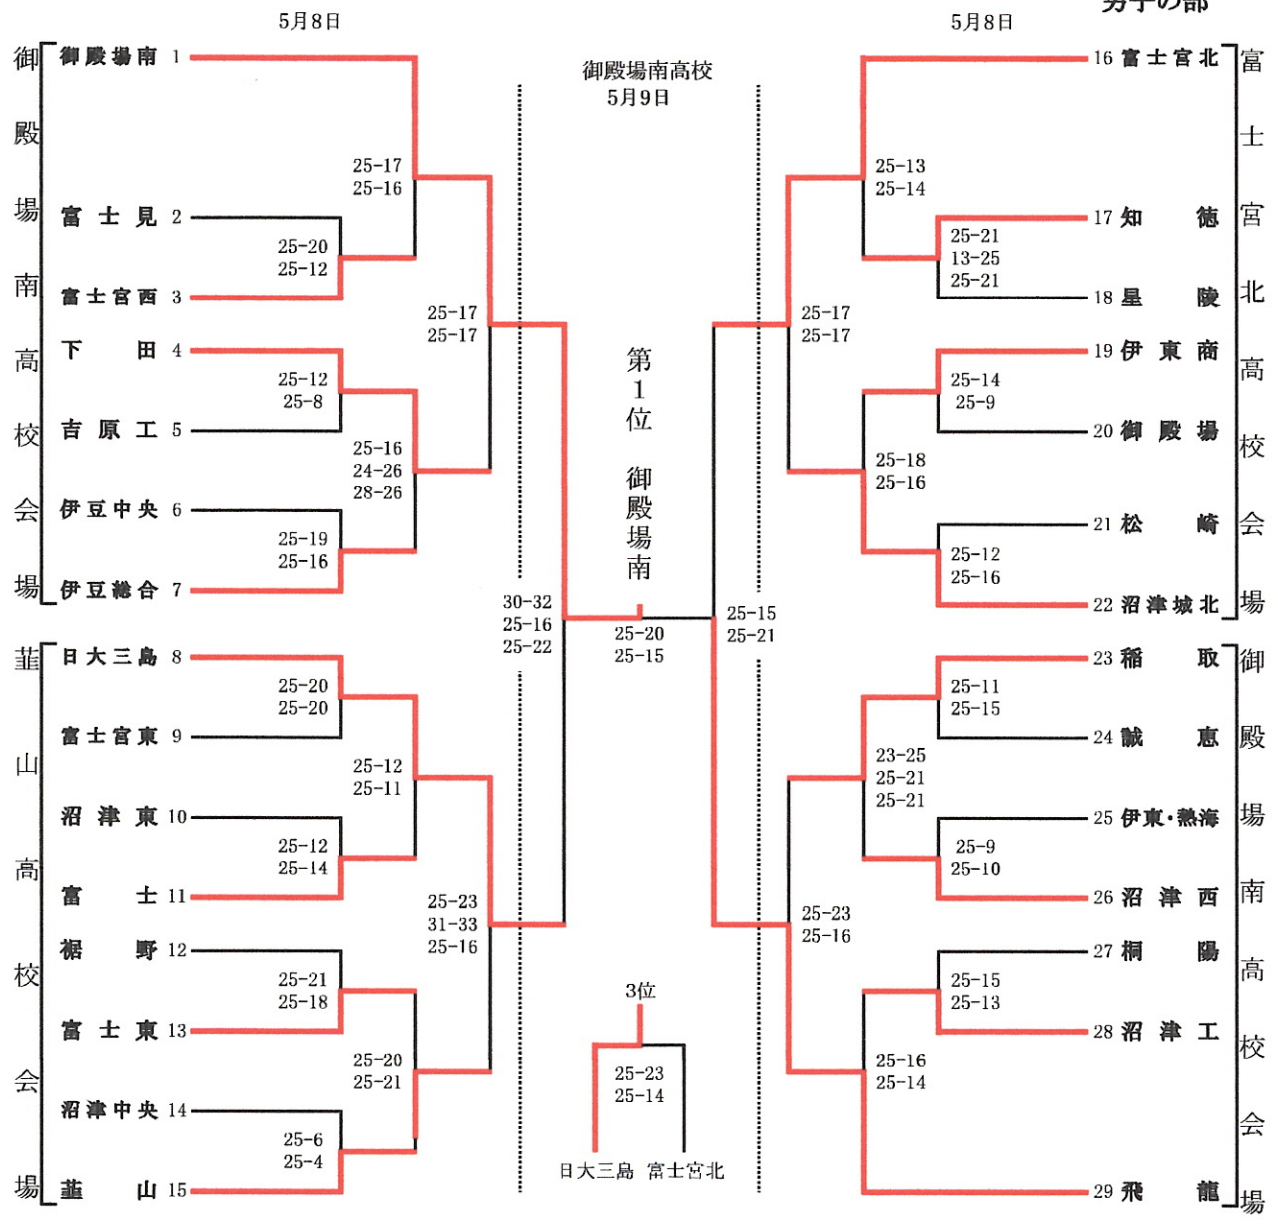 男子の部
5月8日
5月8日
御殿場南高校
5月9日
御殿場南高校会場
御殿場南 1
富士見 2
富士宮西 3
下田 4
吉原工 5
伊豆中央 6
伊豆総合 7
25-17
25-16
25-20
25-12
25-17
25-17
25-12
25-8
25-16
24-26
28-26
25-19
25-16
韮山高校会場
日大三島 8
富士宮東 9
沼津東 10
富士 11
裾野 12
富士東 13
沼津中央 14
韮山 15
25-20
25-20
25-12
25-11
25-12
25-14
25-23
31-33
25-16
25-21
25-18
25-20
25-21
25-6
25-4
30-32
25-16
25-22
第1位 御殿場南
25-20
25-15
25-15
25-21
3位
25-23
25-14
日大三島 富士宮北
富士宮北高校会場
16 富士宮北
17 知徳
18 星陵
19 伊東商
20 御殿場
21 松崎
22 沼津城北
25-13
25-14
25-21
13-25
25-21
25-17
25-17
25-14
25-9
25-18
25-16
25-12
25-16
御殿場南高校会場
23 稲取
24 誠恵
25 伊東・熱海
26 沼津西
27 桐陽
28 沼津工
29 飛龍
25-11
25-15
23-25
25-21
25-21
25-9
25-10
25-23
25-16
25-15
25-13
25-16
25-14